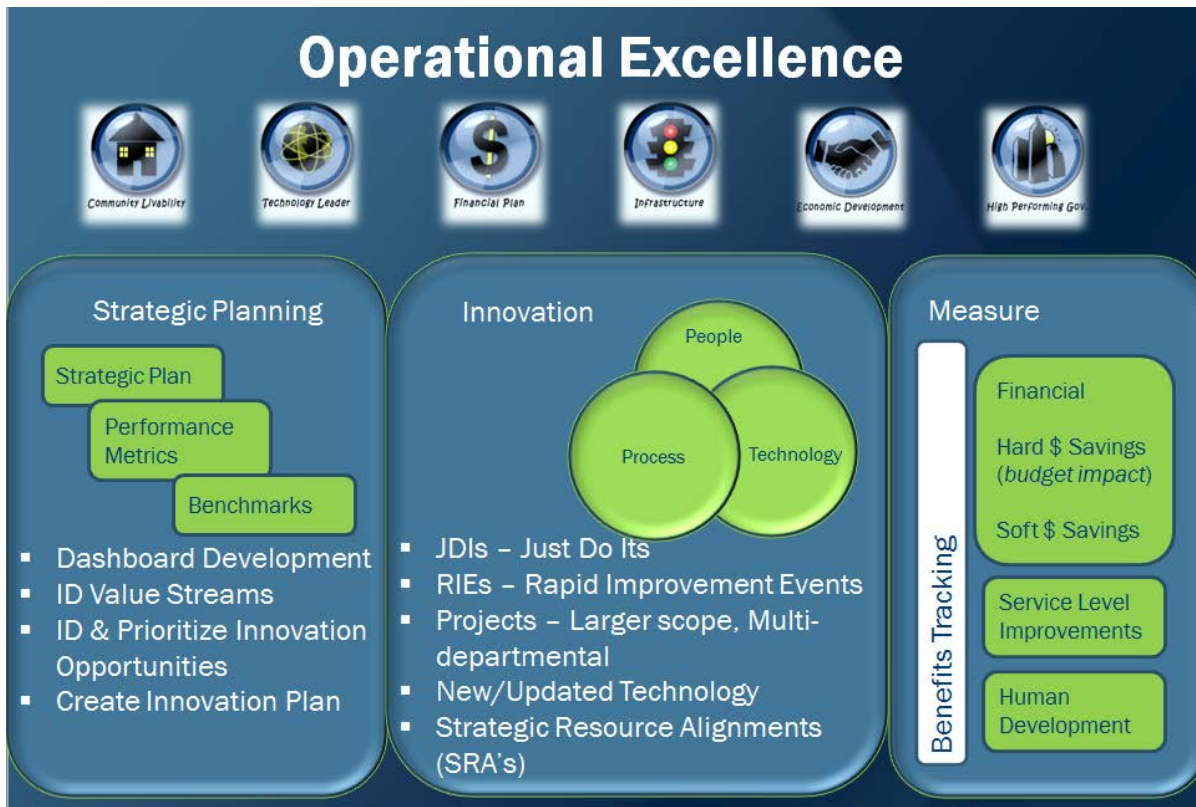 Operational Excellence
Community Livability
Technology Leader
Financial Plan
Infrastructure
Economic Development
High Performing Gov.
Strategic Planning
Strategic Plan
Performance
Metrics
Benchmarks
▪ Dashboard Development
▪ ID Value Streams
▪ ID & Prioritize Innovation
Opportunities
▪ Create Innovation Plan
Innovation
People
Process
Technology
▪ JDIs – Just Do Its
▪ RIEs – Rapid Improvement Events
▪ Projects – Larger scope, Multi-
departmental
▪ New/Updated Technology
▪ Strategic Resource Alignments
(SRA's)
Measure
Benefits Tracking
Financial
Hard $ Savings
(budget impact)
Soft $ Savings
Service Level
Improvements
Human
Development